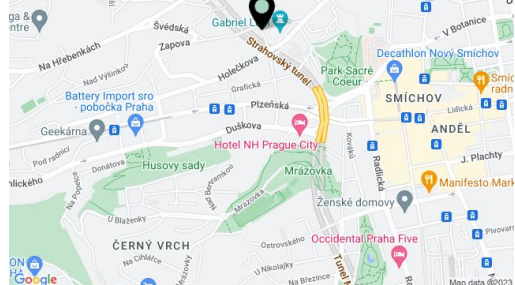 Gabriel
Švédská
Zapova
Strahovský tunel
Na Hřebenkách
Holečkova
Park Sacré
Coeur
Decathlon Nový Smíchov
V Botanice
Nad Výšinkou
Grafická
SMÍCHOV
Battery Import sro
- pobočka Praha
Plzeňská
Lidická
Geekárna
Duškova
ANDĚL
Hotel NH Prague City
Kováků
Radlická
J. Plachty
Pod radnicí
Donátova
Husovy sady
Mrázovka
Manifesto Mark
Na Popelce
Nad Bertramkou
Mrázovka
Ženské domovy
U Blaženky
ČERNÝ VRCH
Ostrovského
Occidental Praha Five
Pivovar
Na Cihlářce
U Nikolajky
Na Březince
Google
Map data ©2023